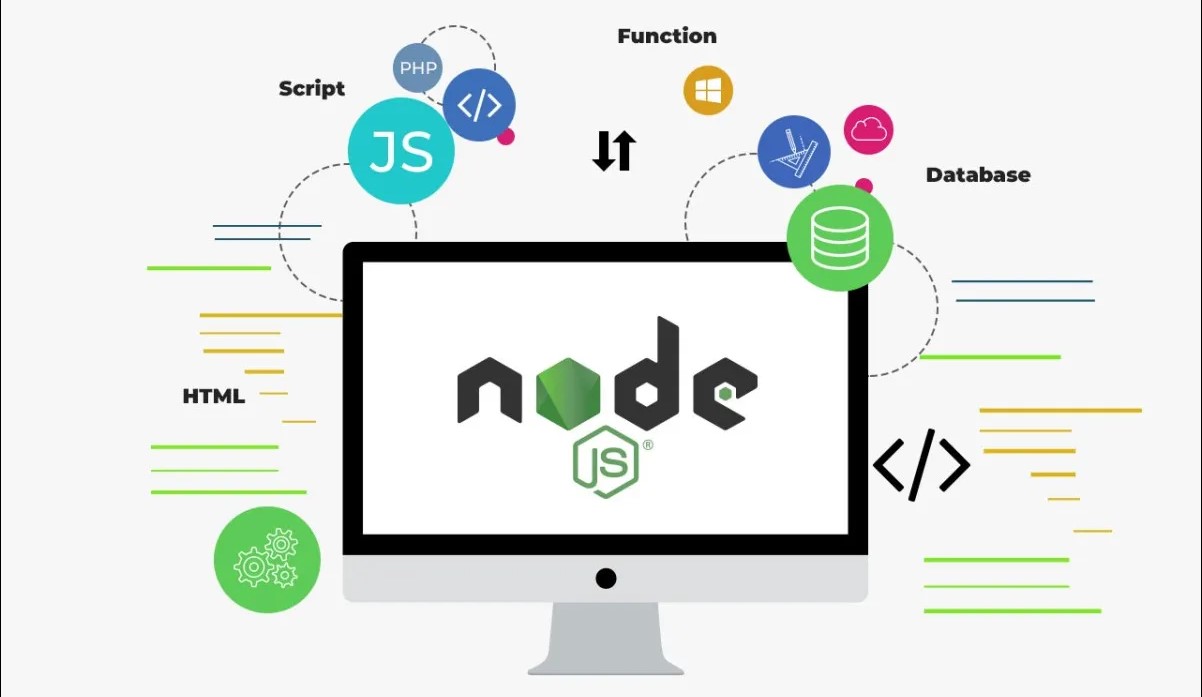 Function
PHP
Script
</>
JS
Database
node
JS®
HTML
</>